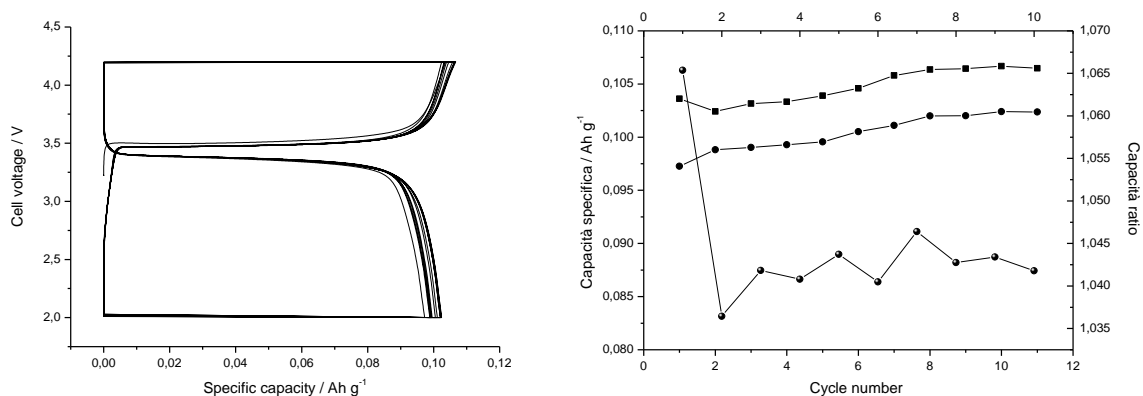 4,5
4,0
3,5
3,0
2,5
2,0
Cell voltage / V
0,00 0,02 0,04 0,06 0,08 0,10 0,12
Specific capacity / Ah g⁻¹
0 2 4 6 8 10
0,110
0,105
0,100
0,095
0,090
0,085
0,080
Capacità specifica / Ah g⁻¹
1,070
1,065
1,060
1,055
1,050
1,045
1,040
1,035
Capacità ratio
0 2 4 6 8 10 12
Cycle number